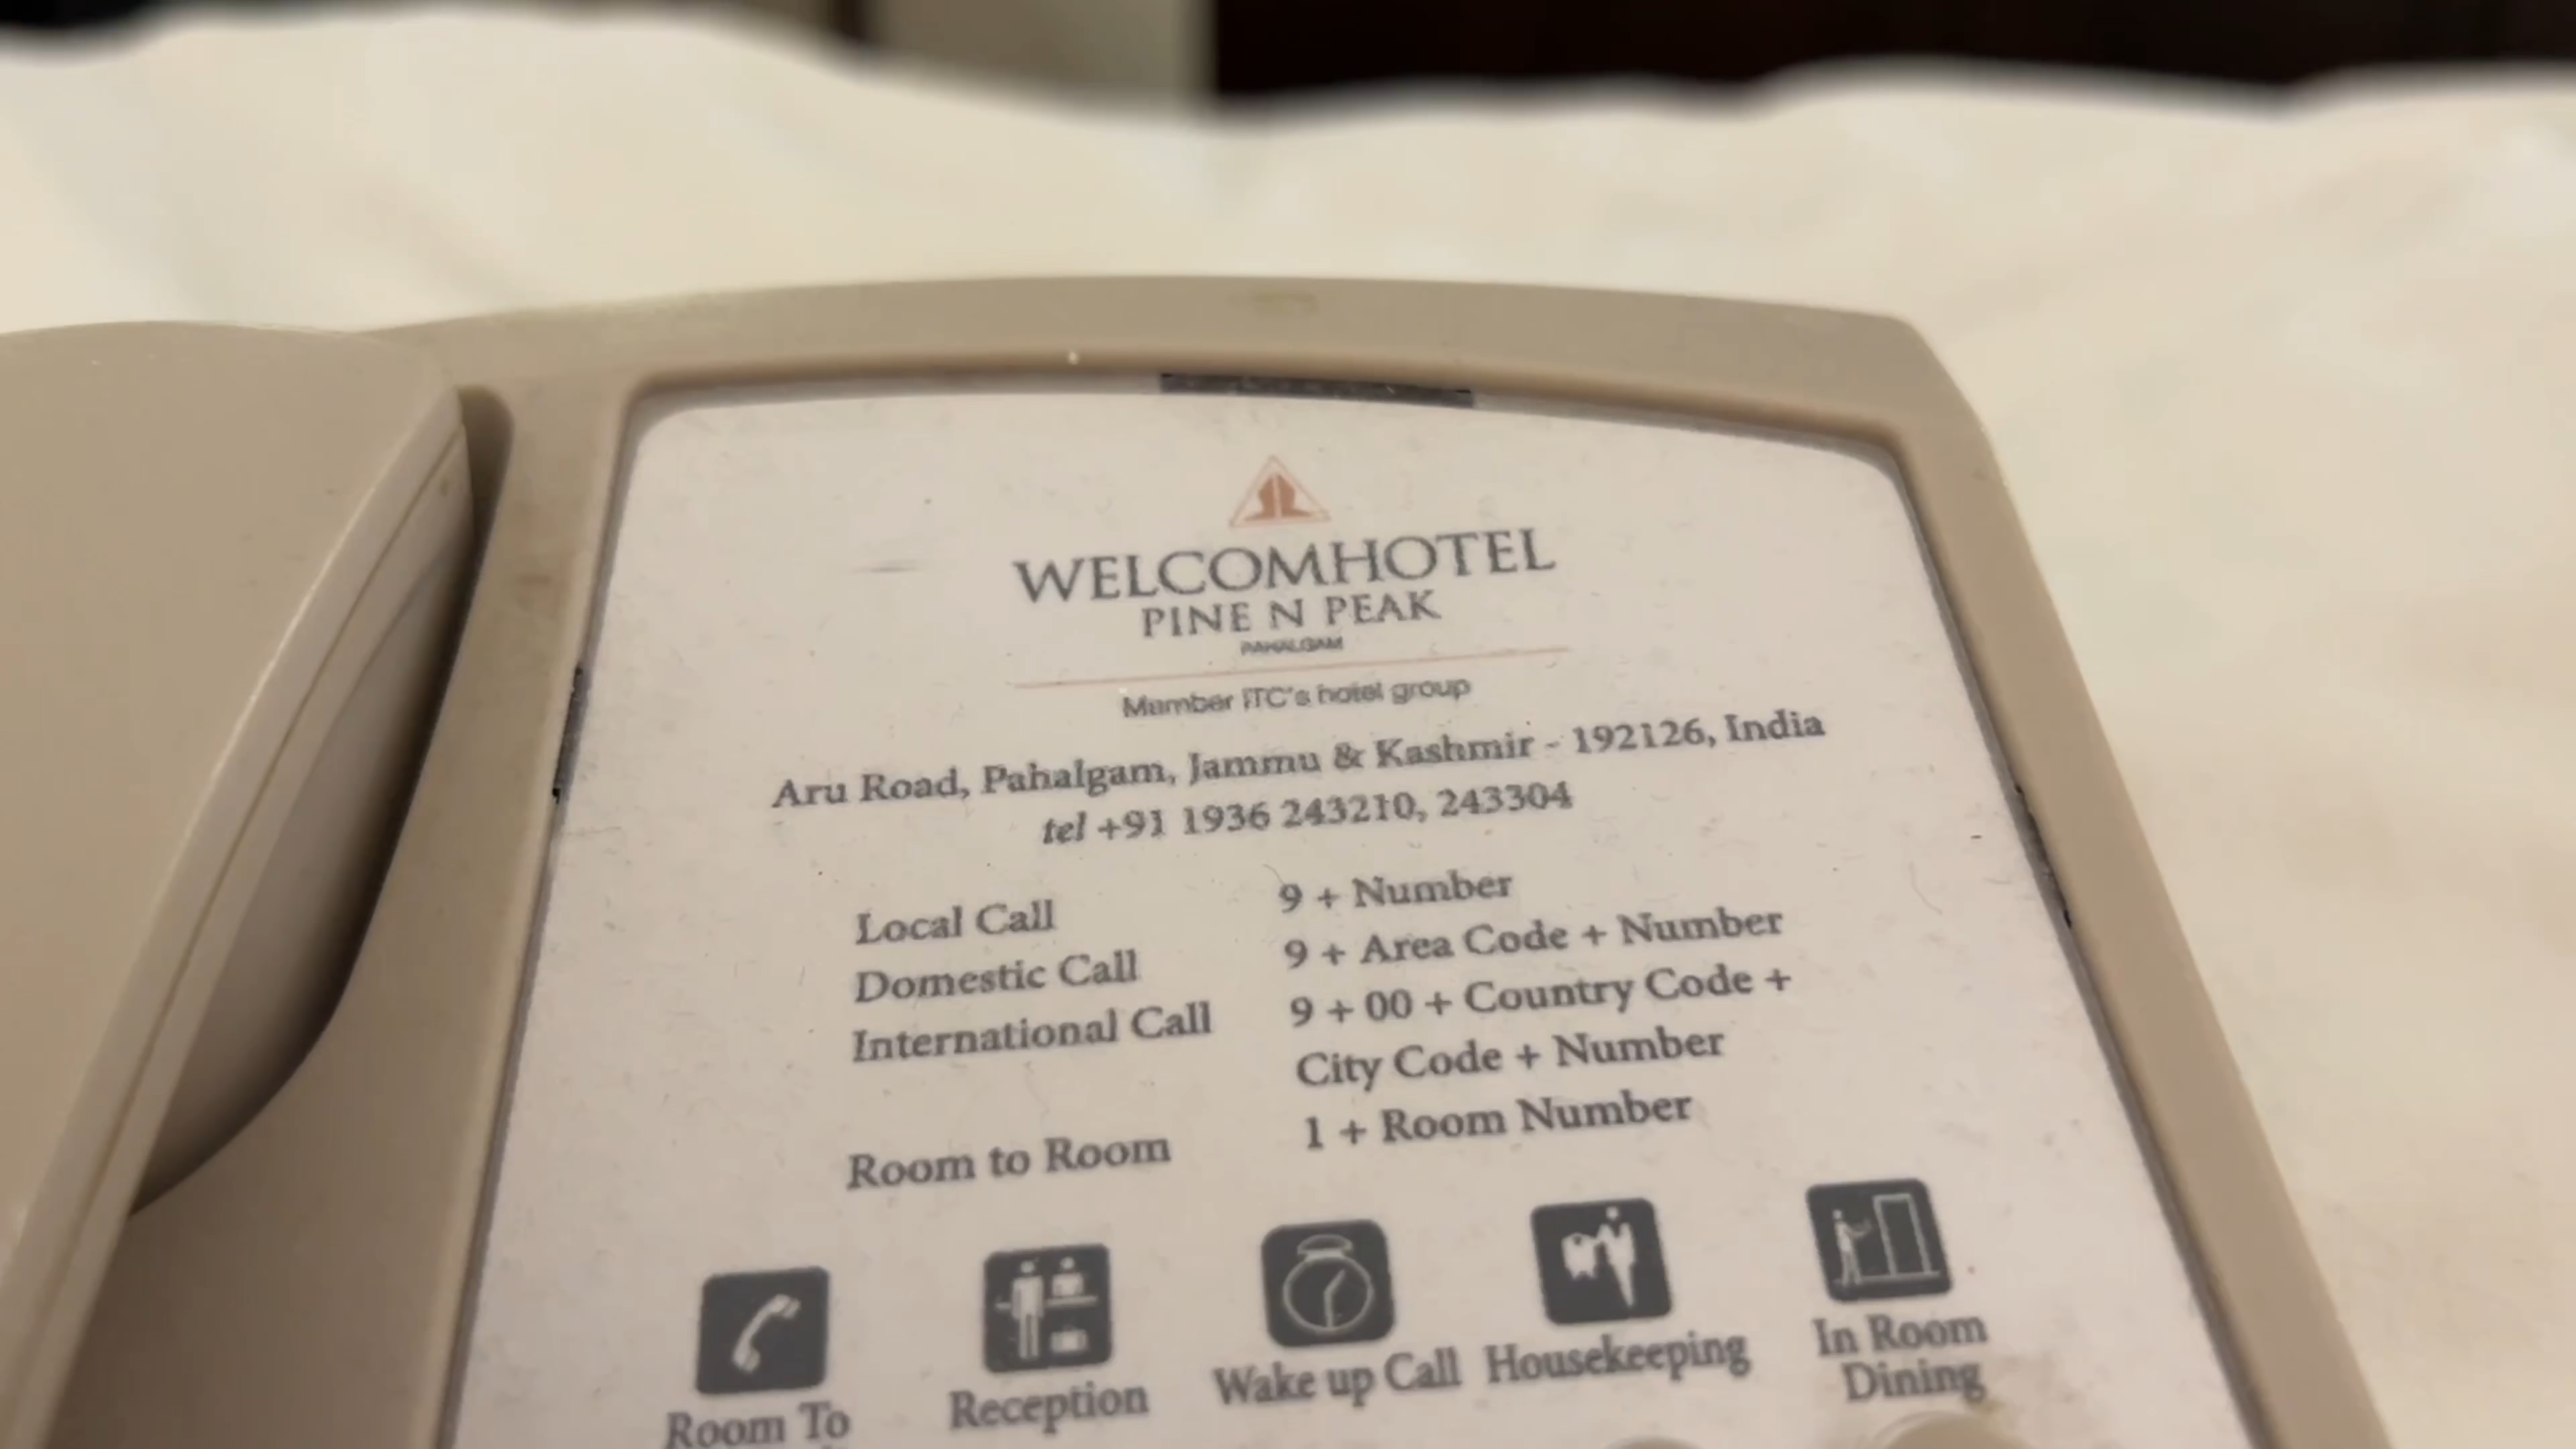 WELCOMHOTEL
PINE N PEAK
PAHALGAM
Member ITC's hotel group
Aru Road, Pahalgam, Jammu & Kashmir - 192126, India
tel +91 1936 243210, 243304
Local Call 9 + Number
Domestic Call 9 + Area Code + Number
International Call 9 + 00 + Country Code +
City Code + Number
Room to Room 1 + Room Number
Room To
Reception
Wake up Call
Housekeeping
In Room
Dining